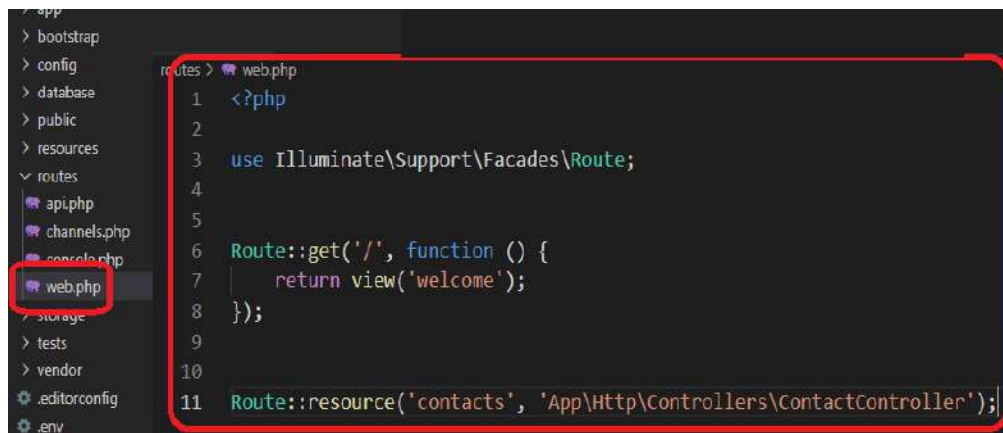 > app
> bootstrap
> config
> database
> public
> resources
routes
api.php
channels.php
console.php
web.php
> storage
> tests
> vendor
.editorconfig
.env
routes > web.php
1 <?php
2
3 use Illuminate\Support\Facades\Route;
4
5
6 Route::get('/', function () {
7 return view('welcome');
8 });
9
10
11 Route::resource('contacts', 'App\Http\Controllers\ContactController');